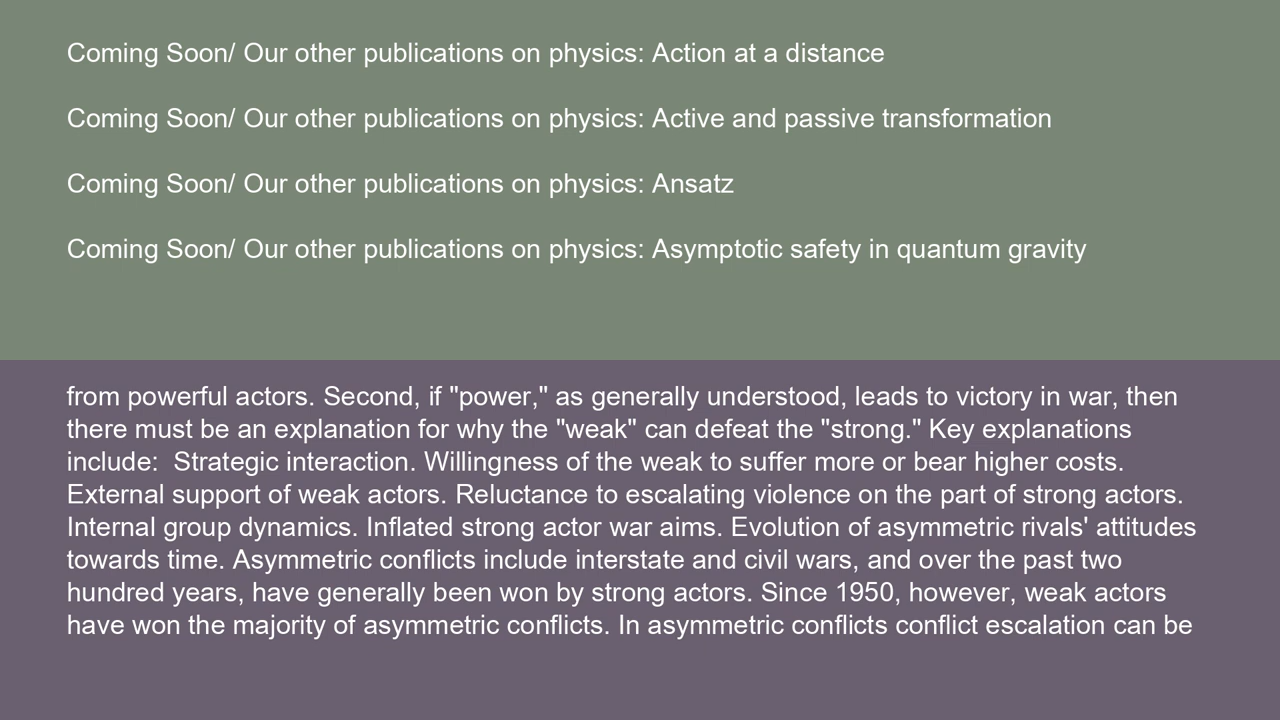 Coming Soon/ Our other publications on physics: Action at a distance
Coming Soon/ Our other publications on physics: Active and passive transformation
Coming Soon/ Our other publications on physics: Ansatz
Coming Soon/ Our other publications on physics: Asymptotic safety in quantum gravity
from powerful actors. Second, if "power," as generally understood, leads to victory in war, then
there must be an explanation for why the "weak" can defeat the "strong." Key explanations
include:  Strategic interaction. Willingness of the weak to suffer more or bear higher costs.
External support of weak actors. Reluctance to escalating violence on the part of strong actors.
Internal group dynamics. Inflated strong actor war aims. Evolution of asymmetric rivals' attitudes
towards time. Asymmetric conflicts include interstate and civil wars, and over the past two
hundred years, have generally been won by strong actors. Since 1950, however, weak actors
have won the majority of asymmetric conflicts. In asymmetric conflicts conflict escalation can be